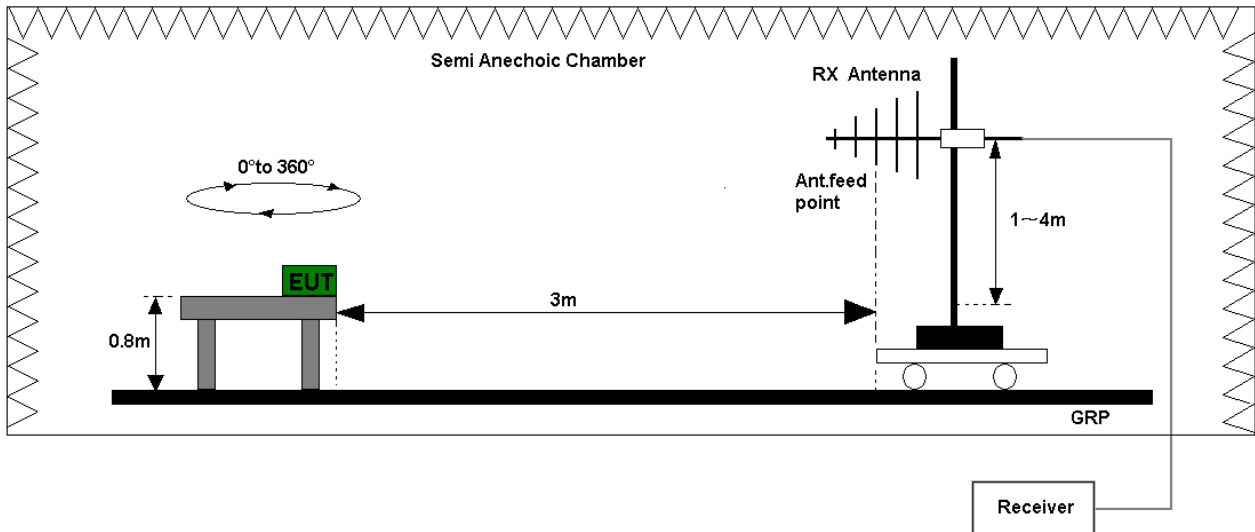 Semi Anechoic Chamber
RX Antenna
0°to 360°
Ant.feed
point
1～4m
EUT
3m
0.8m
GRP
Receiver